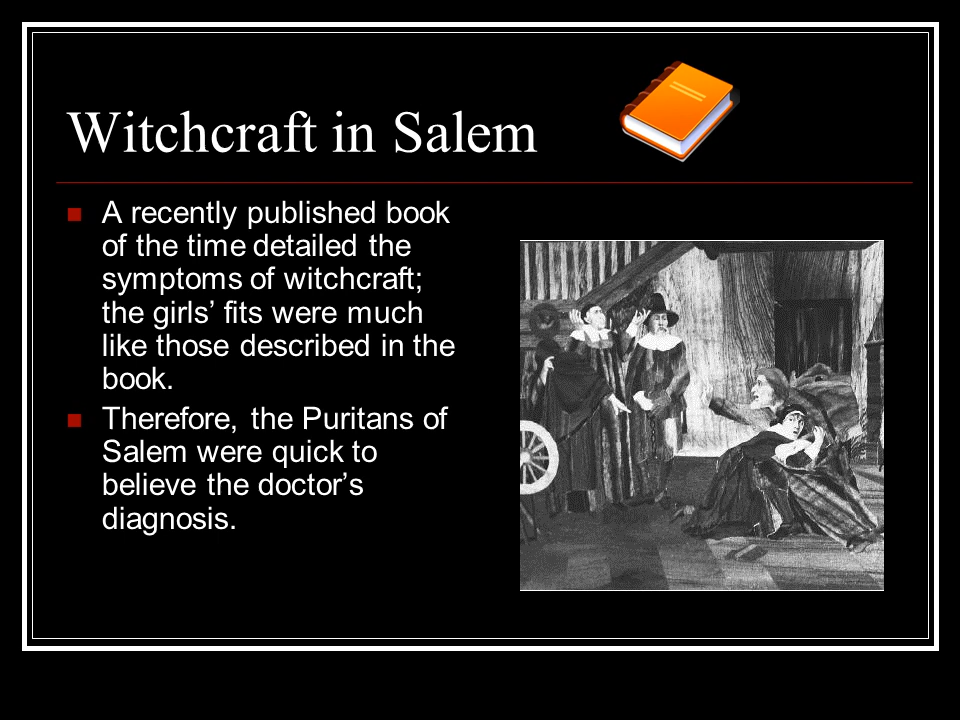 Witchcraft in Salem
A recently published book
of the time detailed the
symptoms of witchcraft;
the girls’ fits were much
like those described in the
book.
Therefore, the Puritans of
Salem were quick to
believe the doctor’s
diagnosis.